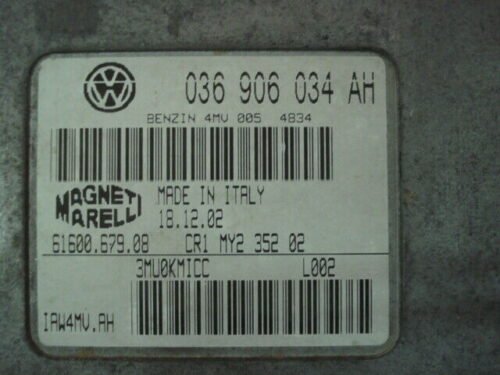 036 906 034 AH
BENZIN 4MV 005 4834
MAGNETI MARELLI
MADE IN ITALY
18.12.02
61600.679.08 CR1 MY2 352 02
3MU0KMICC L002
IAW4MV.AH